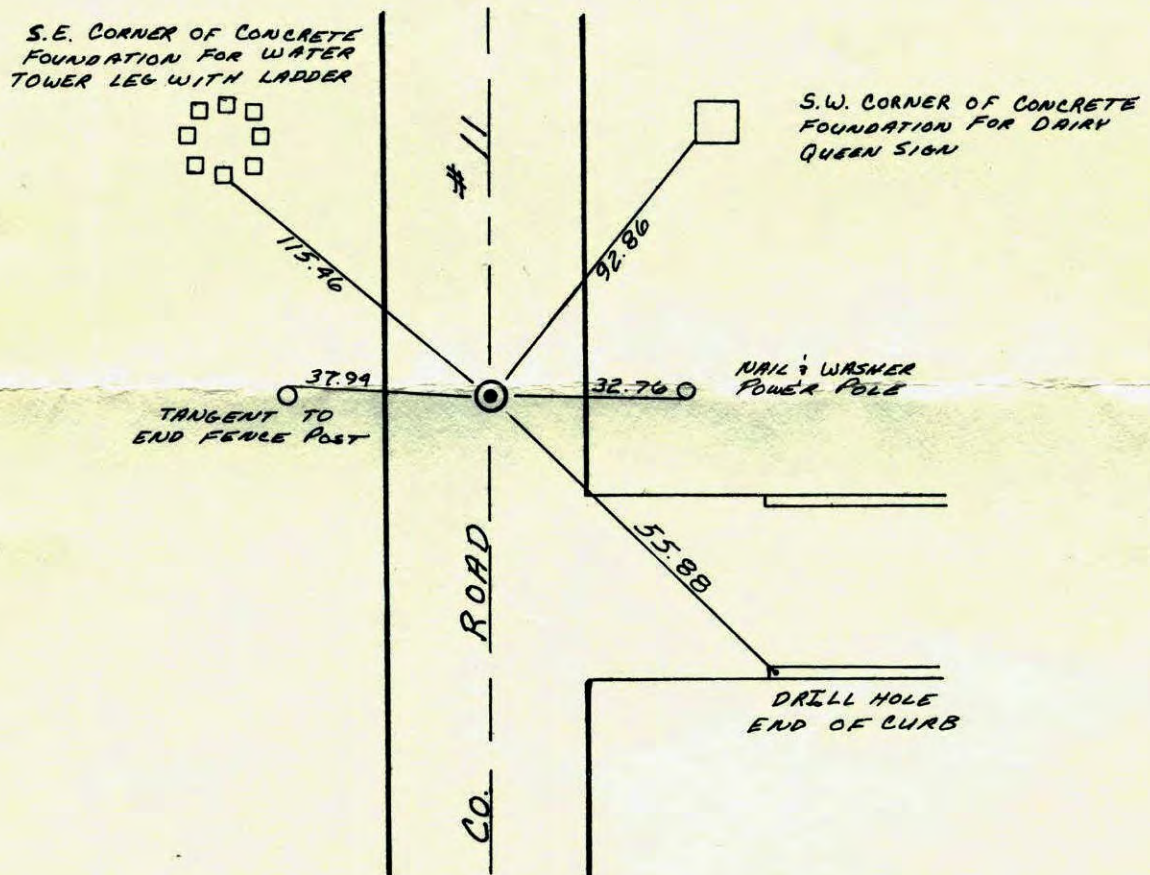 S.E. CORNER OF CONCRETE
FOUNDATION FOR WATER
TOWER LEG WITH LADDER
S.W. CORNER OF CONCRETE
FOUNDATION FOR DAIRY
QUEEN SIGN
# 11
115.46
92.86
37.94
32.76
NAIL & WASHER
POWER POLE
TANGENT TO
END FENCE POST
55.88
CO. ROAD
DRILL HOLE
END OF CURB